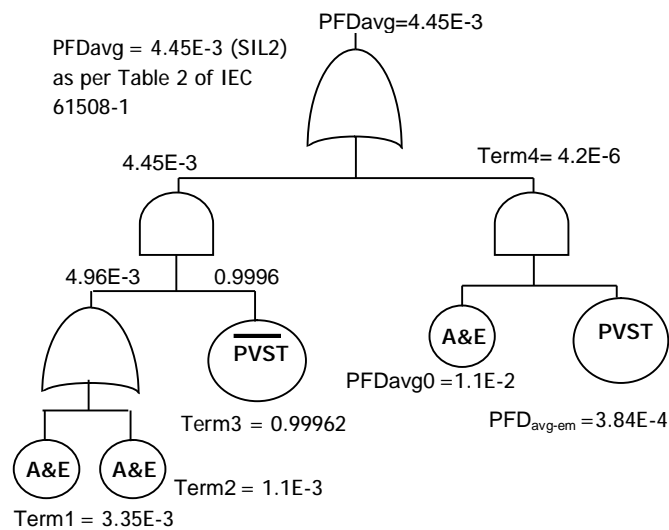 PFDavg=4.45E-3
PFDavg = 4.45E-3 (SIL2)
as per Table 2 of IEC
61508-1
4.45E-3
Term4= 4.2E-6
4.96E-3
0.9996
PVST
A&E
PVST
PFDavg0 =1.1E-2
Term3 = 0.99962
PFDavg-em =3.84E-4
A&E
A&E
Term2 = 1.1E-3
Term1 = 3.35E-3